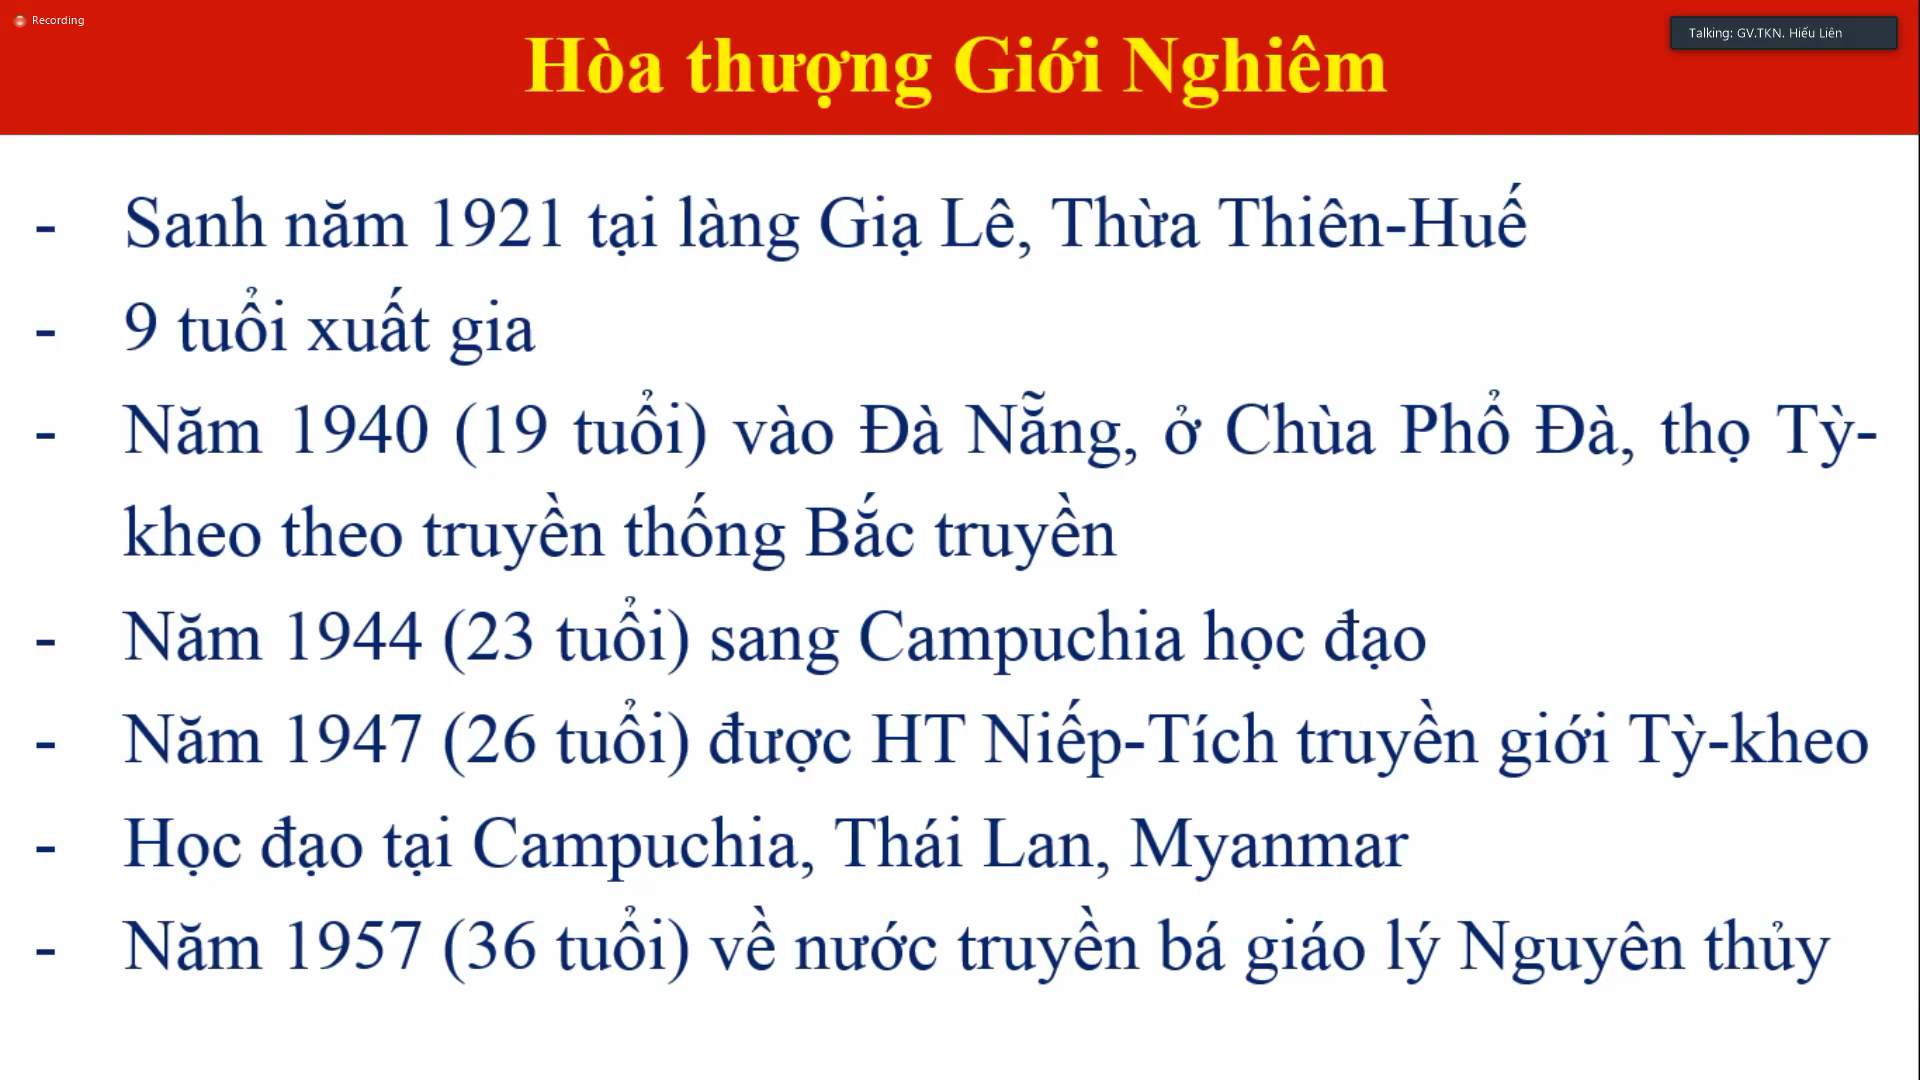 Recording
Talking: GV.TKN. Hiếu Liên
Hòa thượng Giới Nghiêm
- Sanh năm 1921 tại làng Giạ Lê, Thừa Thiên-Huế
- 9 tuổi xuất gia
- Năm 1940 (19 tuổi) vào Đà Nẵng, ở Chùa Phổ Đà, thọ Tỳ-
kheo theo truyền thống Bắc truyền
- Năm 1944 (23 tuổi) sang Campuchia học đạo
- Năm 1947 (26 tuổi) được HT Niếp-Tích truyền giới Tỳ-kheo
- Học đạo tại Campuchia, Thái Lan, Myanmar
- Năm 1957 (36 tuổi) về nước truyền bá giáo lý Nguyên thủy